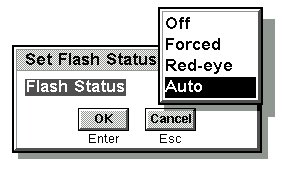 Set Flash Status
Flash Status
Off
Forced
Red-eye
Auto
OK
Cancel
Enter
Esc